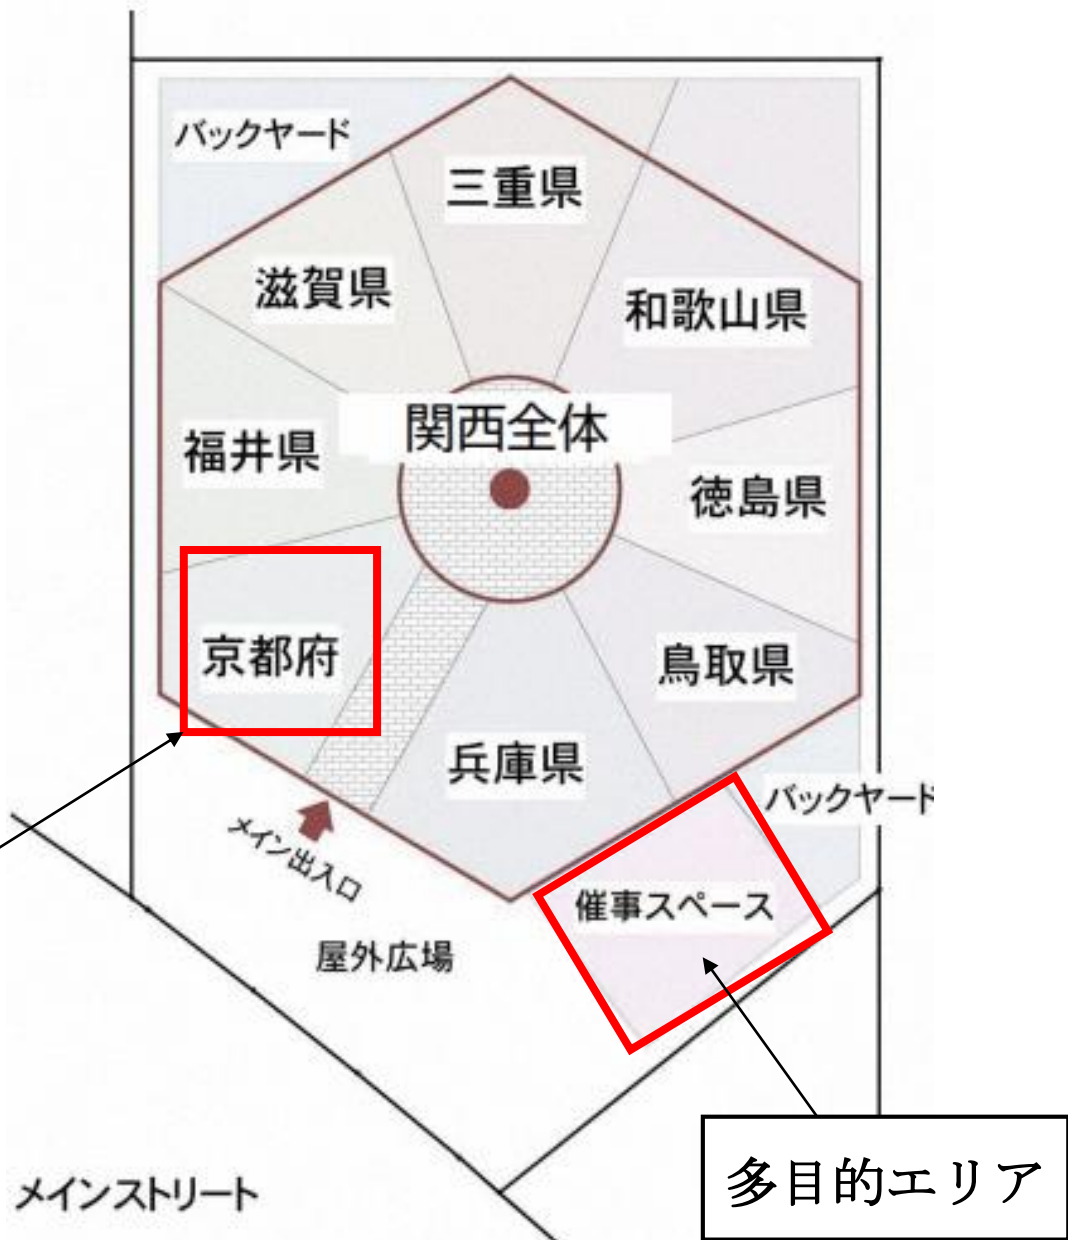 バックヤード
三重県
滋賀県
和歌山県
関西全体
福井県
徳島県
京都府
鳥取県
兵庫県
バックヤード
メイン出入口
催事スペース
屋外広場
多目的エリア
メインストリート